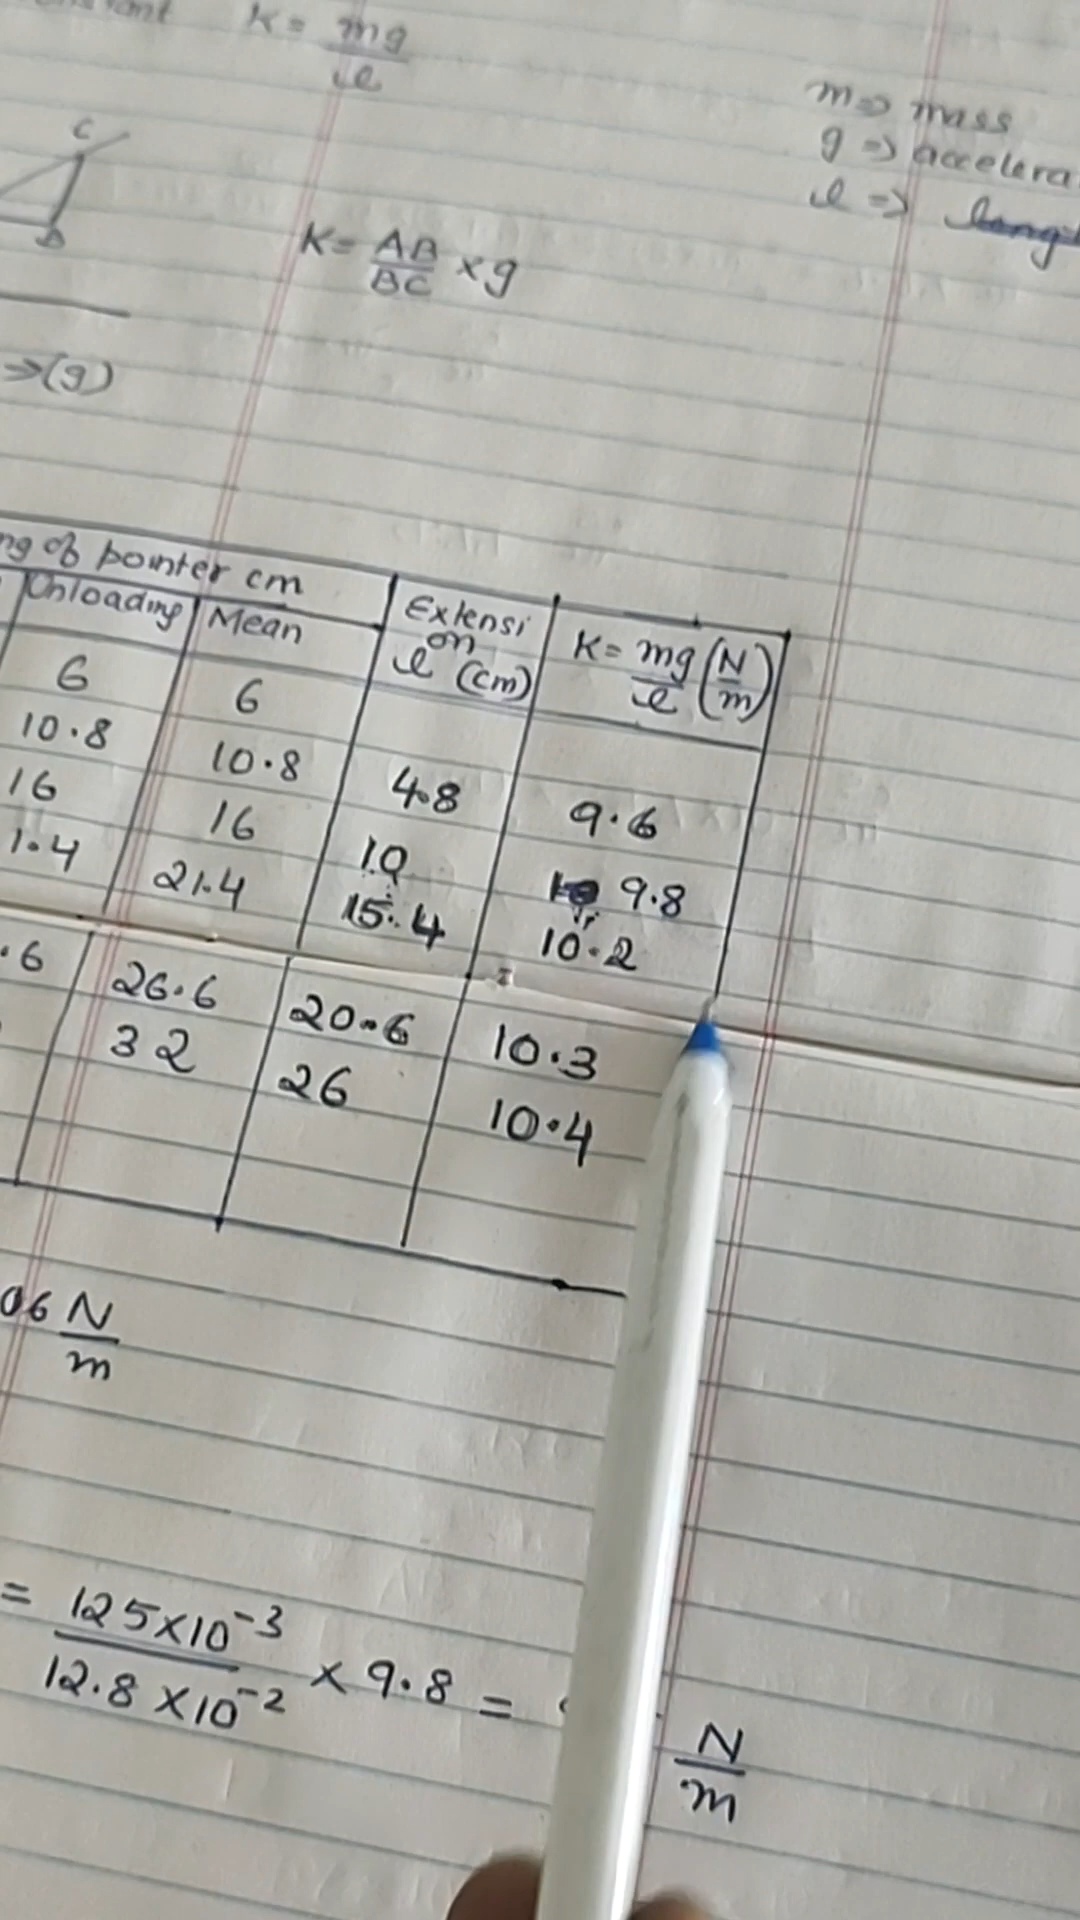 K = mg/l
m => mass
g => accelera
l => leng
C
B
K = AB/BC × g
=> (g)
ng of pointer cm
Unloading Mean Extensi on l (cm) K = mg/l (N/m)
6 6
10.8 10.8 4.8 9.6
16 16 10 9.8
1.4 21.4 15.4 10.2
.6 26.6 20.6 10.3
32 26 10.4
06 N/m
= 125×10⁻³/12.8×10⁻² × 9.8 = N/m